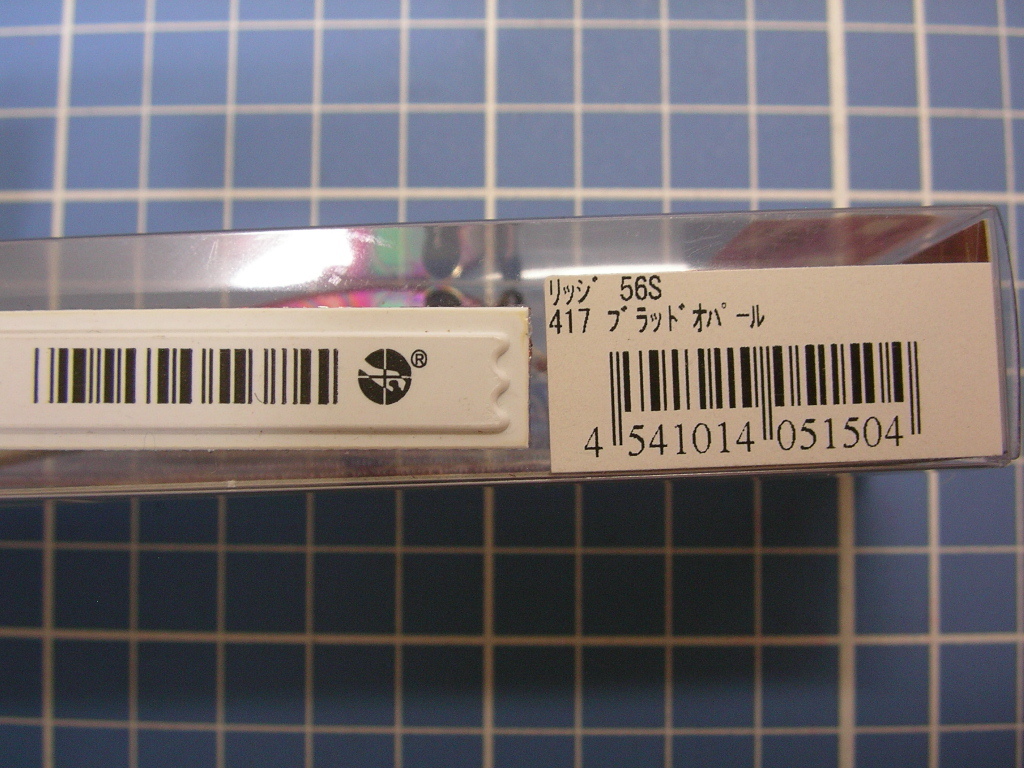 ®
ﾘｯｼﾞ 56S
417 ﾌﾞﾗｯﾄﾞｵﾊﾟｰﾙ
4 541014 051504